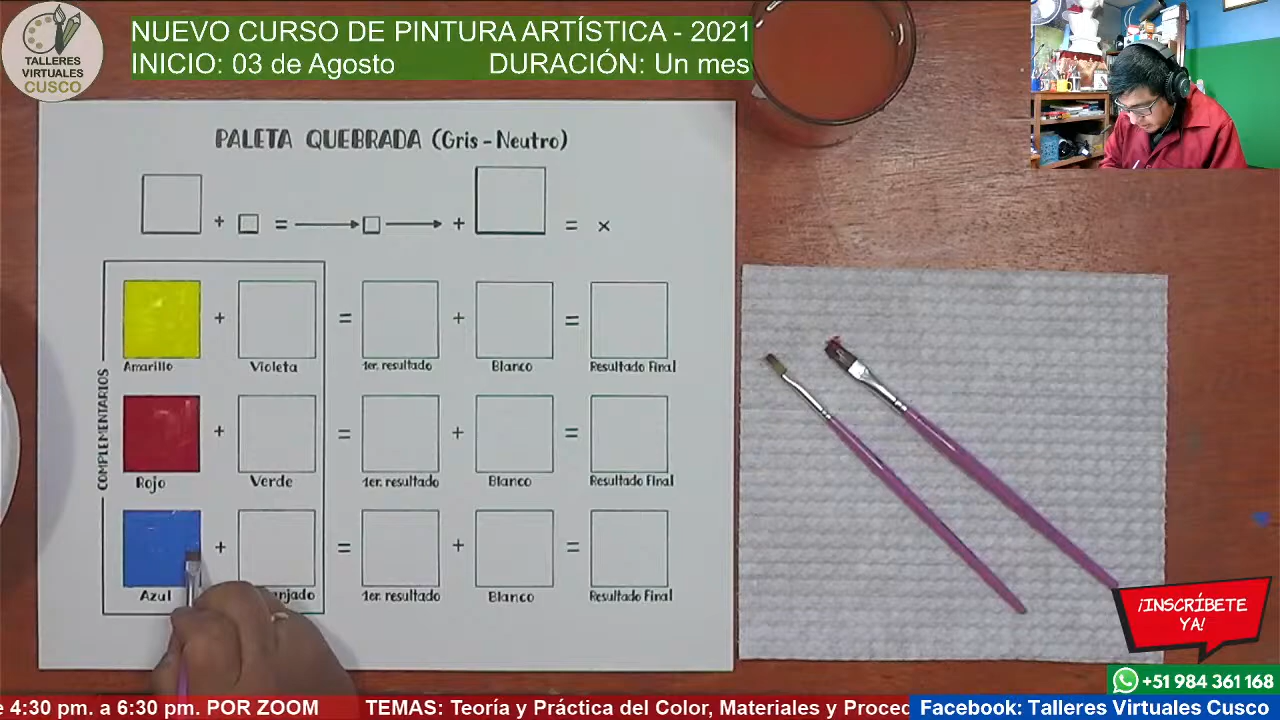 TALLERES
VIRTUALES
CUSCO
NUEVO CURSO DE PINTURA ARTÍSTICA - 2021
INICIO: 03 de Agosto DURACIÓN: Un mes
PALETA QUEBRADA (Gris - Neutro)
+ = + = ×
COMPLEMENTARIOS
+ = + =
Amarillo Violeta 1er. resultado Blanco Resultado Final
+ = + =
Rojo Verde 1er. resultado Blanco Resultado Final
+ = + =
Azul njado 1er. resultado Blanco Resultado Final
¡INSCRÍBETE
YA!
+51 984 361 168
e 4:30 pm. a 6:30 pm. POR ZOOM TEMAS: Teoría y Práctica del Color, Materiales y Proced
Facebook: Talleres Virtuales Cusco